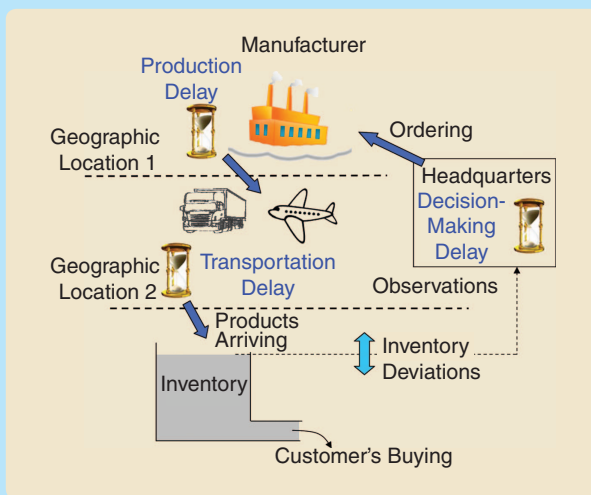 Manufacturer
Production
Delay
Ordering
Geographic
Location 1
Headquarters
Decision-
Making
Delay
Geographic
Location 2
Transportation
Delay
Observations
Products
Arriving
Inventory
Inventory
Deviations
Customer's Buying